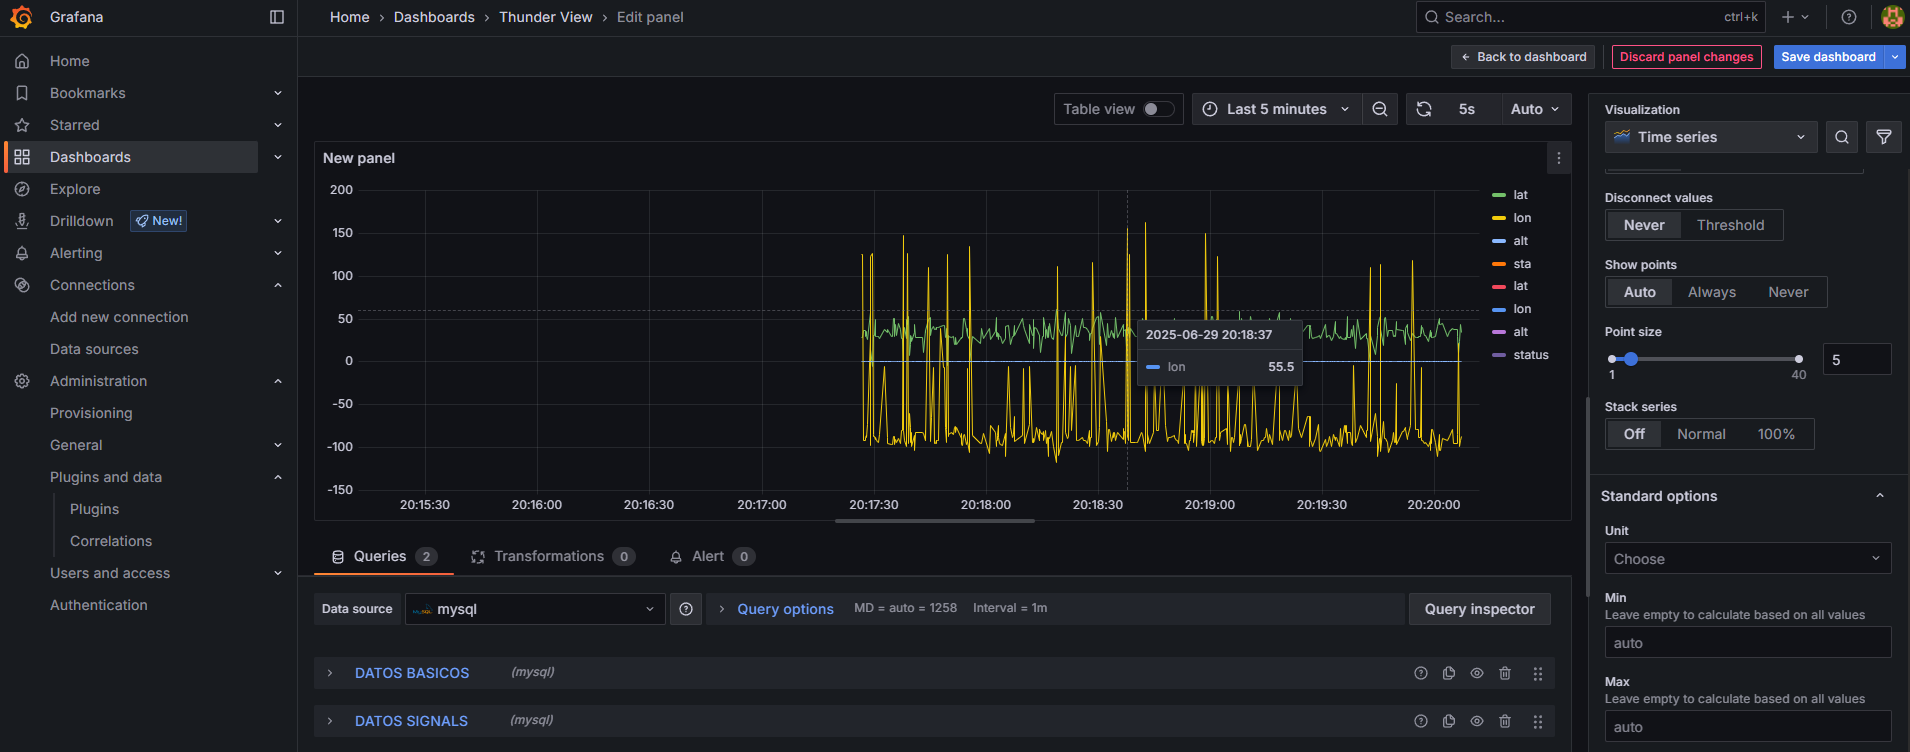 Grafana
Home › Dashboards › Thunder View › Edit panel
Search... ctrl+k
Back to dashboard
Discard panel changes
Save dashboard
Home
Bookmarks
Starred
Dashboards
Explore
Drilldown New!
Alerting
Connections
Add new connection
Data sources
Administration
Provisioning
General
Plugins and data
Plugins
Correlations
Users and access
Authentication
Table view
Last 5 minutes
5s
Auto
New panel
200
150
100
50
0
-50
-100
-150
20:15:30 20:16:00 20:16:30 20:17:00 20:17:30 20:18:00 20:18:30 20:19:00 20:19:30 20:20:00
2025-06-29 20:18:37
lon 55.5
lat
lon
alt
sta
lat
lon
alt
status
Queries 2
Transformations 0
Alert 0
Data source
mysql
Query options MD = auto = 1258 Interval = 1m
Query inspector
DATOS BASICOS (mysql)
DATOS SIGNALS (mysql)
Visualization
Time series
Disconnect values
Never Threshold
Show points
Auto Always Never
Point size
1 40
5
Stack series
Off Normal 100%
Standard options
Unit
Choose
Min
Leave empty to calculate based on all values
auto
Max
Leave empty to calculate based on all values
auto